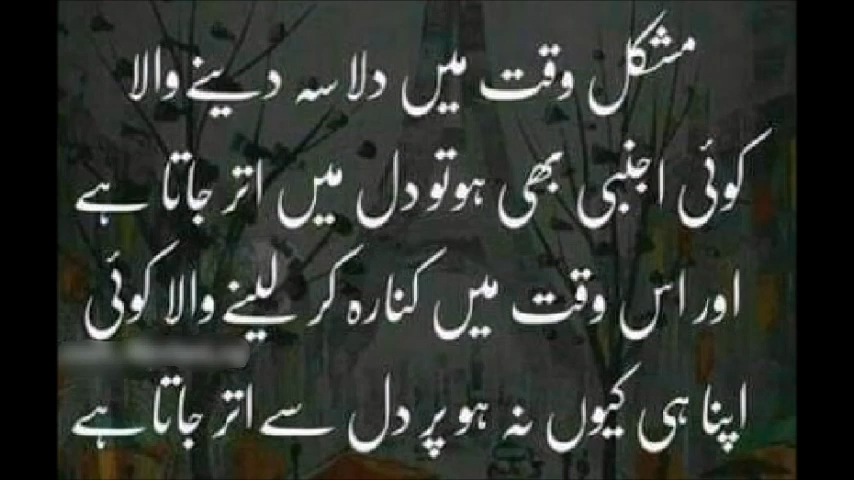 مشکل وقت میں دلاسہ دینے والا
کوئی اجنبی بھی ہو تو دل میں اتر جاتا ہے
اور اس وقت میں کنارہ کر لینے والا کوئی
اپنا ہی کیوں نہ ہو پر دل سے اتر جاتا ہے